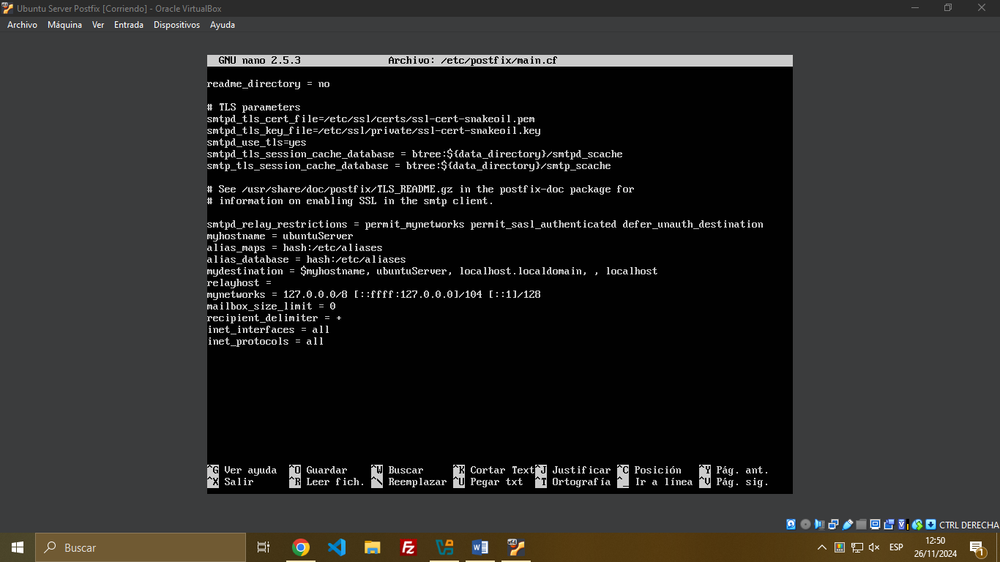 Ubuntu Server Postfix [Corriendo] - Oracle VirtualBox
Archivo Máquina Ver Entrada Dispositivos Ayuda
GNU nano 2.5.3 Archivo: /etc/postfix/main.cf
readme_directory = no
# TLS parameters
smtpd_tls_cert_file=/etc/ssl/certs/ssl-cert-snakeoil.pem
smtpd_tls_key_file=/etc/ssl/private/ssl-cert-snakeoil.key
smtpd_use_tls=yes
smtpd_tls_session_cache_database = btree:${data_directory}/smtpd_scache
smtp_tls_session_cache_database = btree:${data_directory}/smtp_scache
# See /usr/share/doc/postfix/TLS_README.gz in the postfix-doc package for
# information on enabling SSL in the smtp client.
smtpd_relay_restrictions = permit_mynetworks permit_sasl_authenticated defer_unauth_destination
myhostname = ubuntuServer
alias_maps = hash:/etc/aliases
alias_database = hash:/etc/aliases
mydestination = $myhostname, ubuntuServer, localhost.localdomain, , localhost
relayhost =
mynetworks = 127.0.0.0/8 [::ffff:127.0.0.0]/104 [::1]/128
mailbox_size_limit = 0
recipient_delimiter = +
inet_interfaces = all
inet_protocols = all
^G Ver ayuda ^O Guardar ^W Buscar ^K Cortar Text ^J Justificar ^C Posición ^Y Pág. ant.
^X Salir ^R Leer fich. ^\ Reemplazar ^U Pegar txt ^T Ortografía ^_ Ir a línea ^V Pág. sig.
CTRL DERECHA
Buscar
ESP
12:50
26/11/2024
1